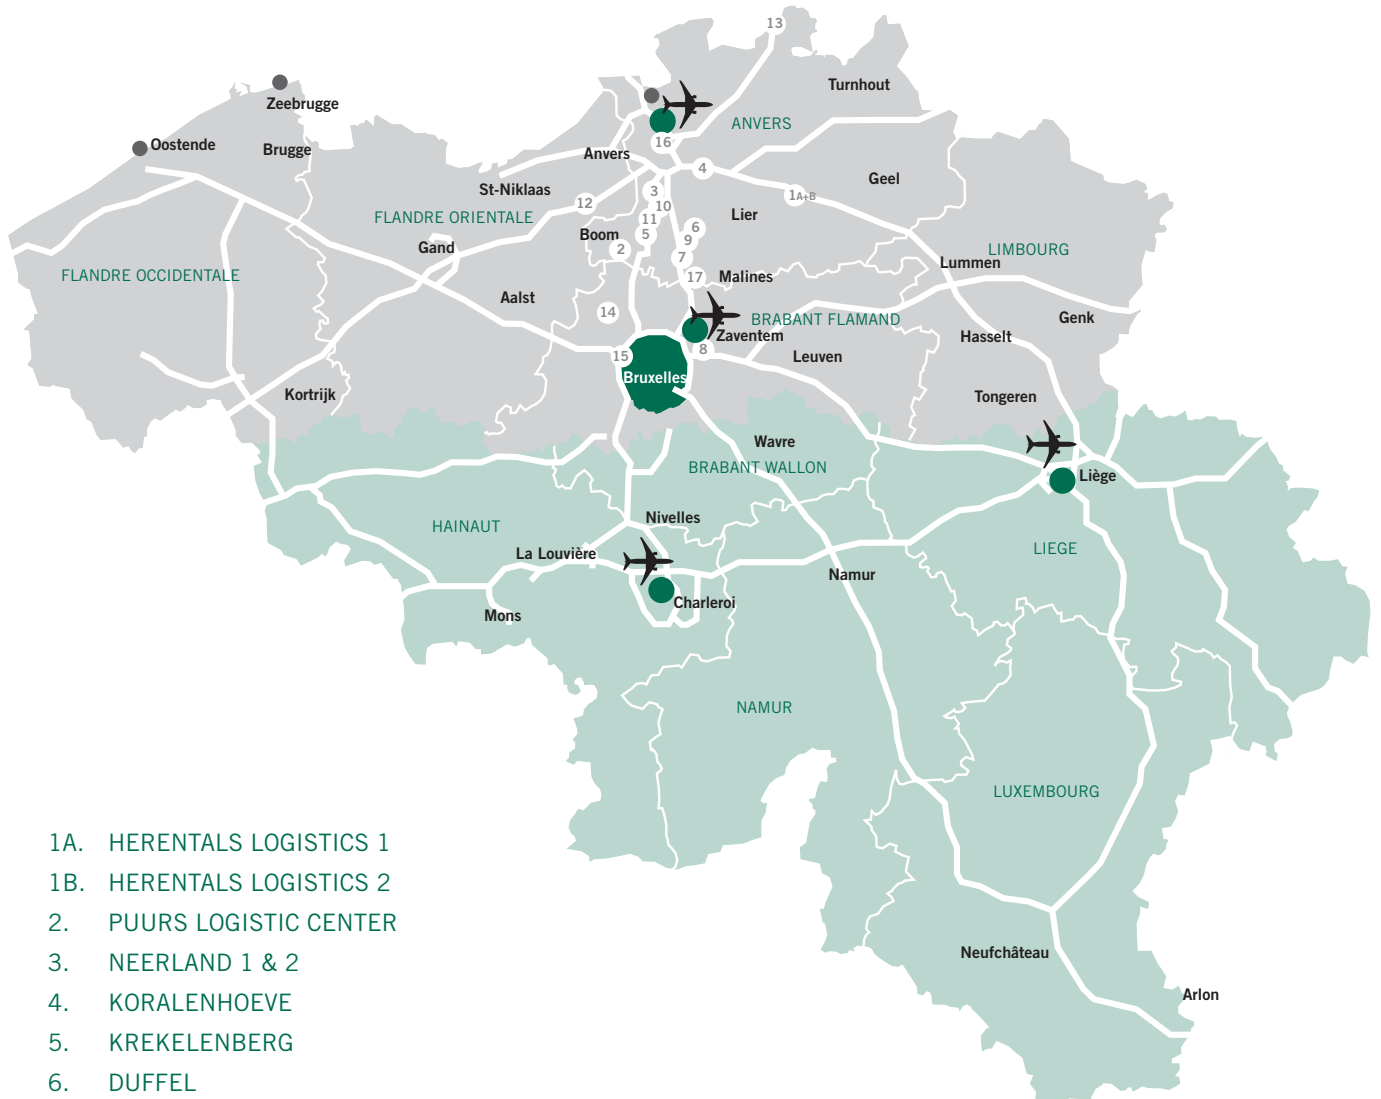 13
Turnhout
Zeebrugge
ANVERS
Oostende
Brugge
16
Anvers
4
Geel
St-Niklaas
3
1A+B
12
10
FLANDRE ORIENTALE
11
Lier
Boom
5
6
9
Gand
2
LIMBOURG
7
Lummen
FLANDRE OCCIDENTALE
17
Malines
Aalst
14
BRABANT FLAMAND
Genk
Zaventem
Hasselt
15
8
Leuven
Bruxelles
Kortrijk
Tongeren
Wavre
BRABANT WALLON
Liège
Nivelles
HAINAUT
La Louvière
LIEGE
Namur
Charleroi
Mons
NAMUR
LUXEMBOURG
Neufchâteau
Arlon
1A. HERENTALS LOGISTICS 1
1B. HERENTALS LOGISTICS 2
2. PUURS LOGISTIC CENTER
3. NEERLAND 1 & 2
4. KORALENHOEVE
5. KREKELENBERG
6. DUFFEL